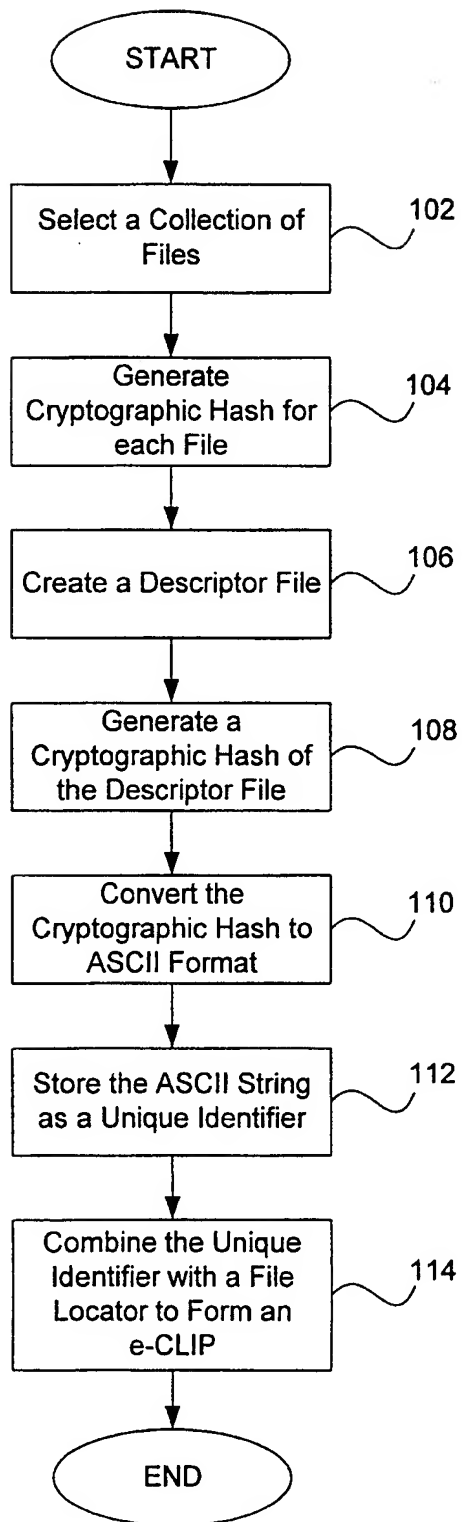 START
Select a Collection of
Files
102
Generate
Cryptographic Hash for
each File
104
Create a Descriptor File
106
Generate a
Cryptographic Hash of
the Descriptor File
108
Convert the
Cryptographic Hash to
ASCII Format
110
Store the ASCII String
as a Unique Identifier
112
Combine the Unique
Identifier with a File
Locator to Form an
e-CLIP
114
END